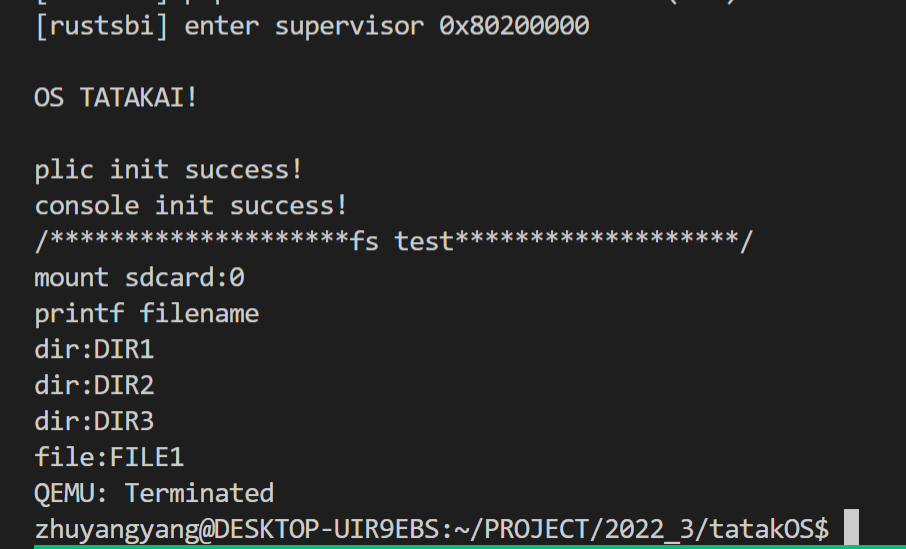 [rustsbi] enter supervisor 0x80200000
OS TATAKAI!
plic init success!
console init success!
/********************fs test*******************/
mount sdcard:0
printf filename
dir:DIR1
dir:DIR2
dir:DIR3
file:FILE1
QEMU: Terminated
zhuyangyang@DESKTOP-UIR9EBS:~/PROJECT/2022_3/tatakOS$